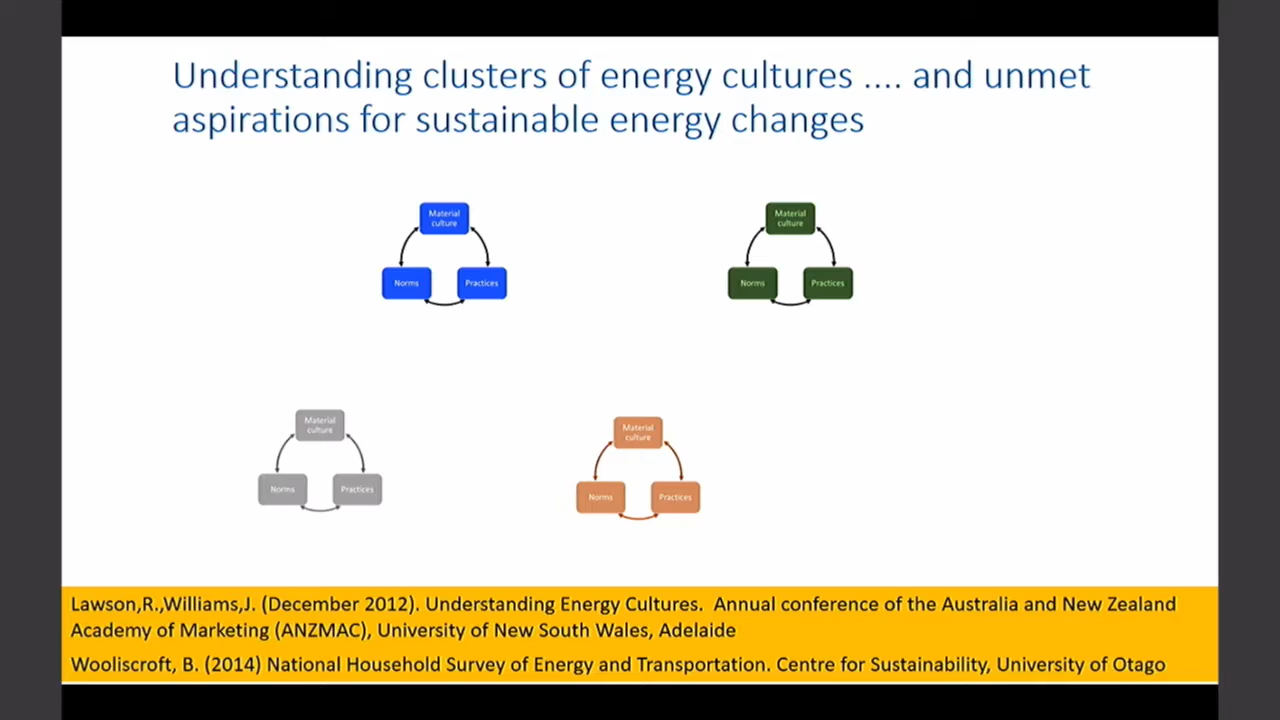 Understanding clusters of energy cultures .... and unmet
aspirations for sustainable energy changes
Material
culture
Norms
Practices
Material
culture
Norms
Practices
Material
culture
Norms
Practices
Material
culture
Norms
Practices
Lawson,R.,Williams,J. (December 2012). Understanding Energy Cultures. Annual conference of the Australia and New Zealand
Academy of Marketing (ANZMAC), University of New South Wales, Adelaide
Wooliscroft, B. (2014) National Household Survey of Energy and Transportation. Centre for Sustainability, University of Otago